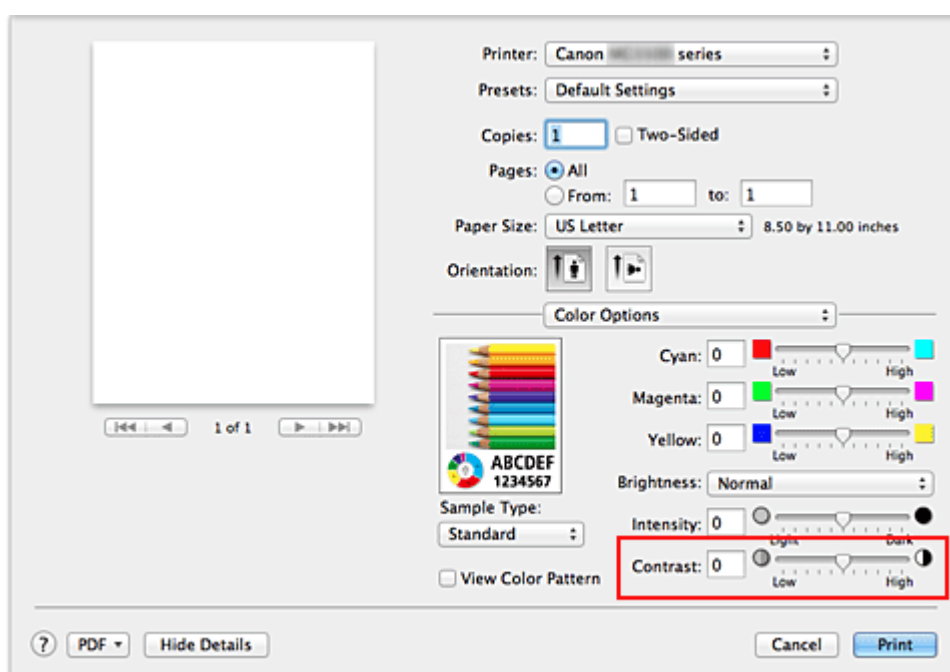 Printer: Canon series
Presets: Default Settings
Copies: 1 Two-Sided
Pages: All
From: 1 to: 1
Paper Size: US Letter 8.50 by 11.00 inches
Orientation:
Color Options
1 of 1
Cyan: 0
Low High
Magenta: 0
Low High
Yellow: 0
Low High
ABCDEF
1234567
Brightness: Normal
Sample Type:
Standard
Intensity: 0
Light Dark
Contrast: 0
Low High
View Color Pattern
? PDF Hide Details Cancel Print